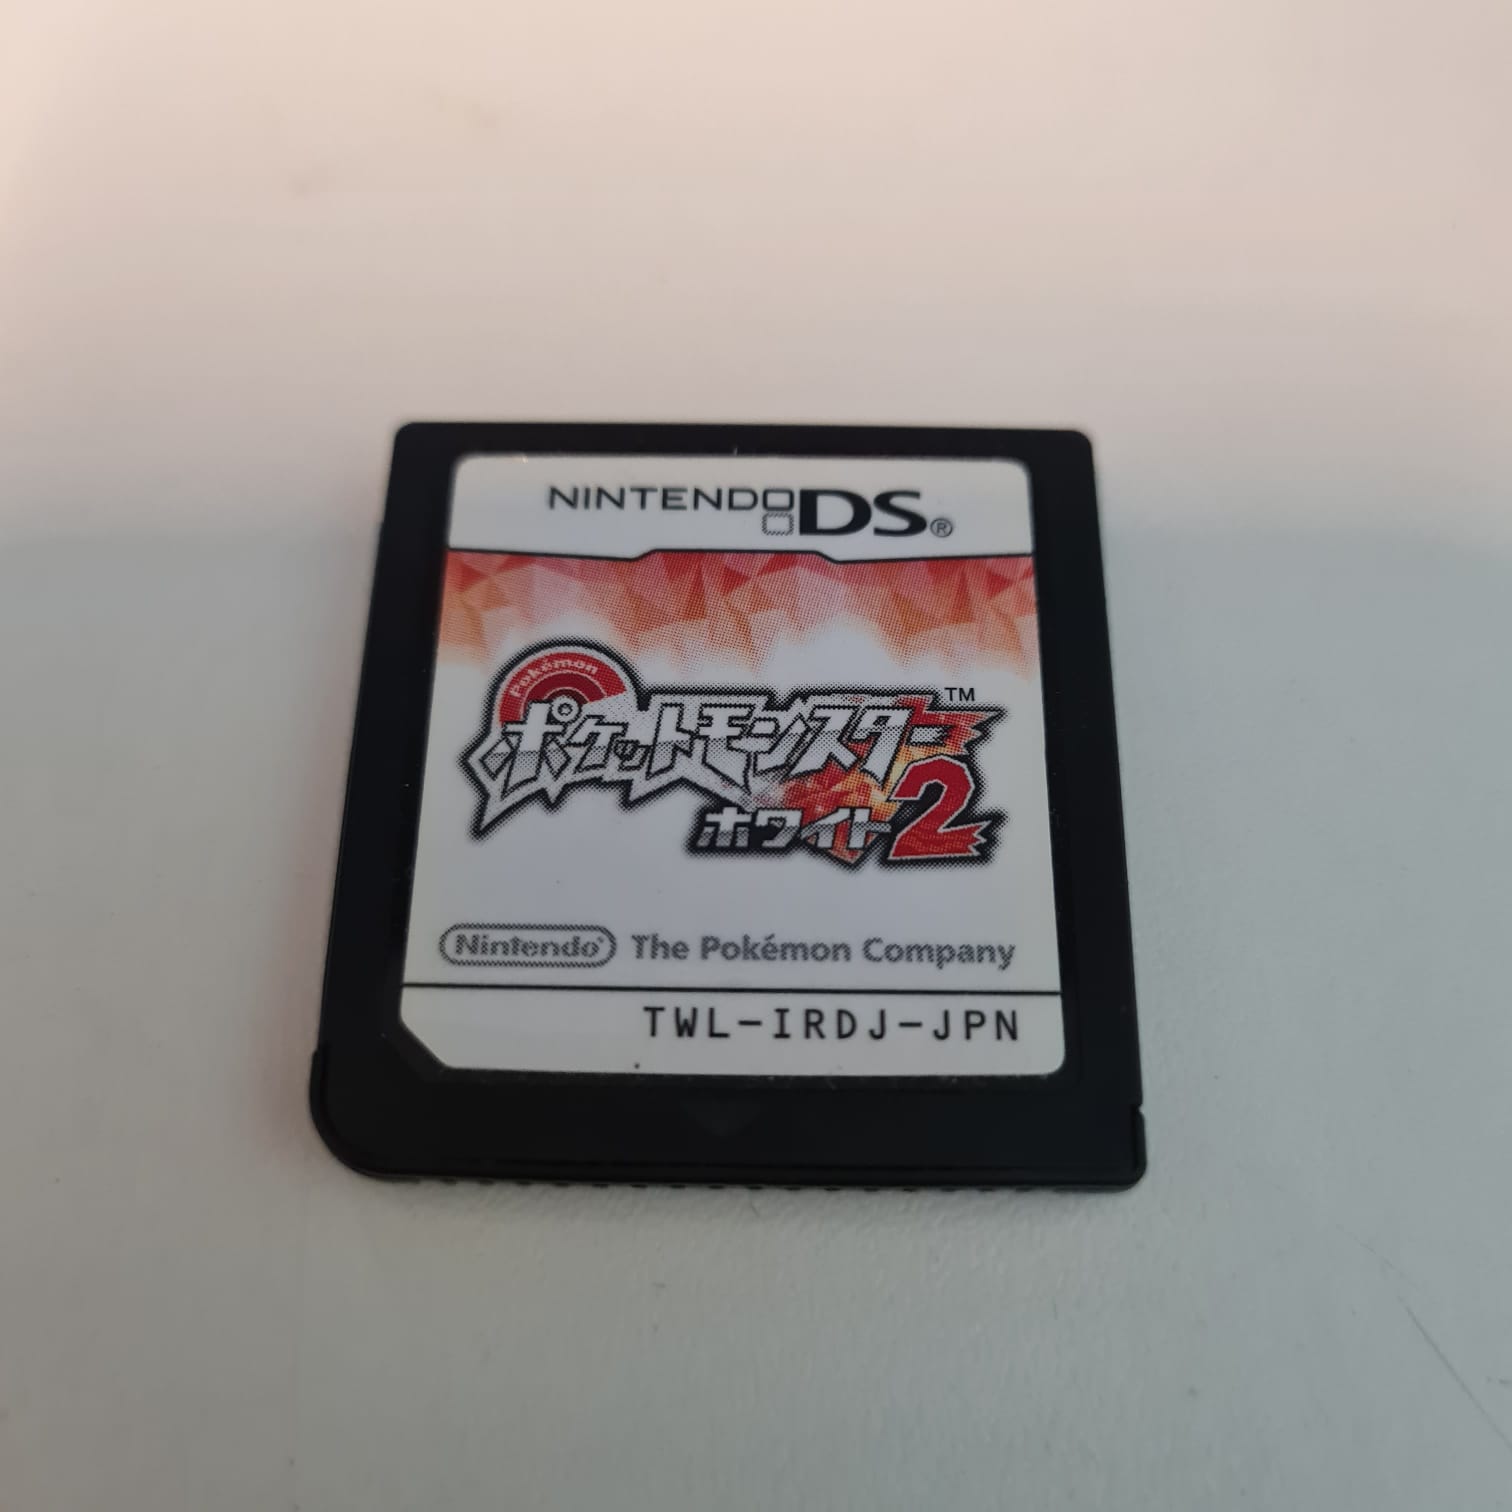 NINTENDO DS®
Pokémon
ポケットモンスター™
ホワイト2
Nintendo® The Pokémon Company
TWL-IRDJ-JPN